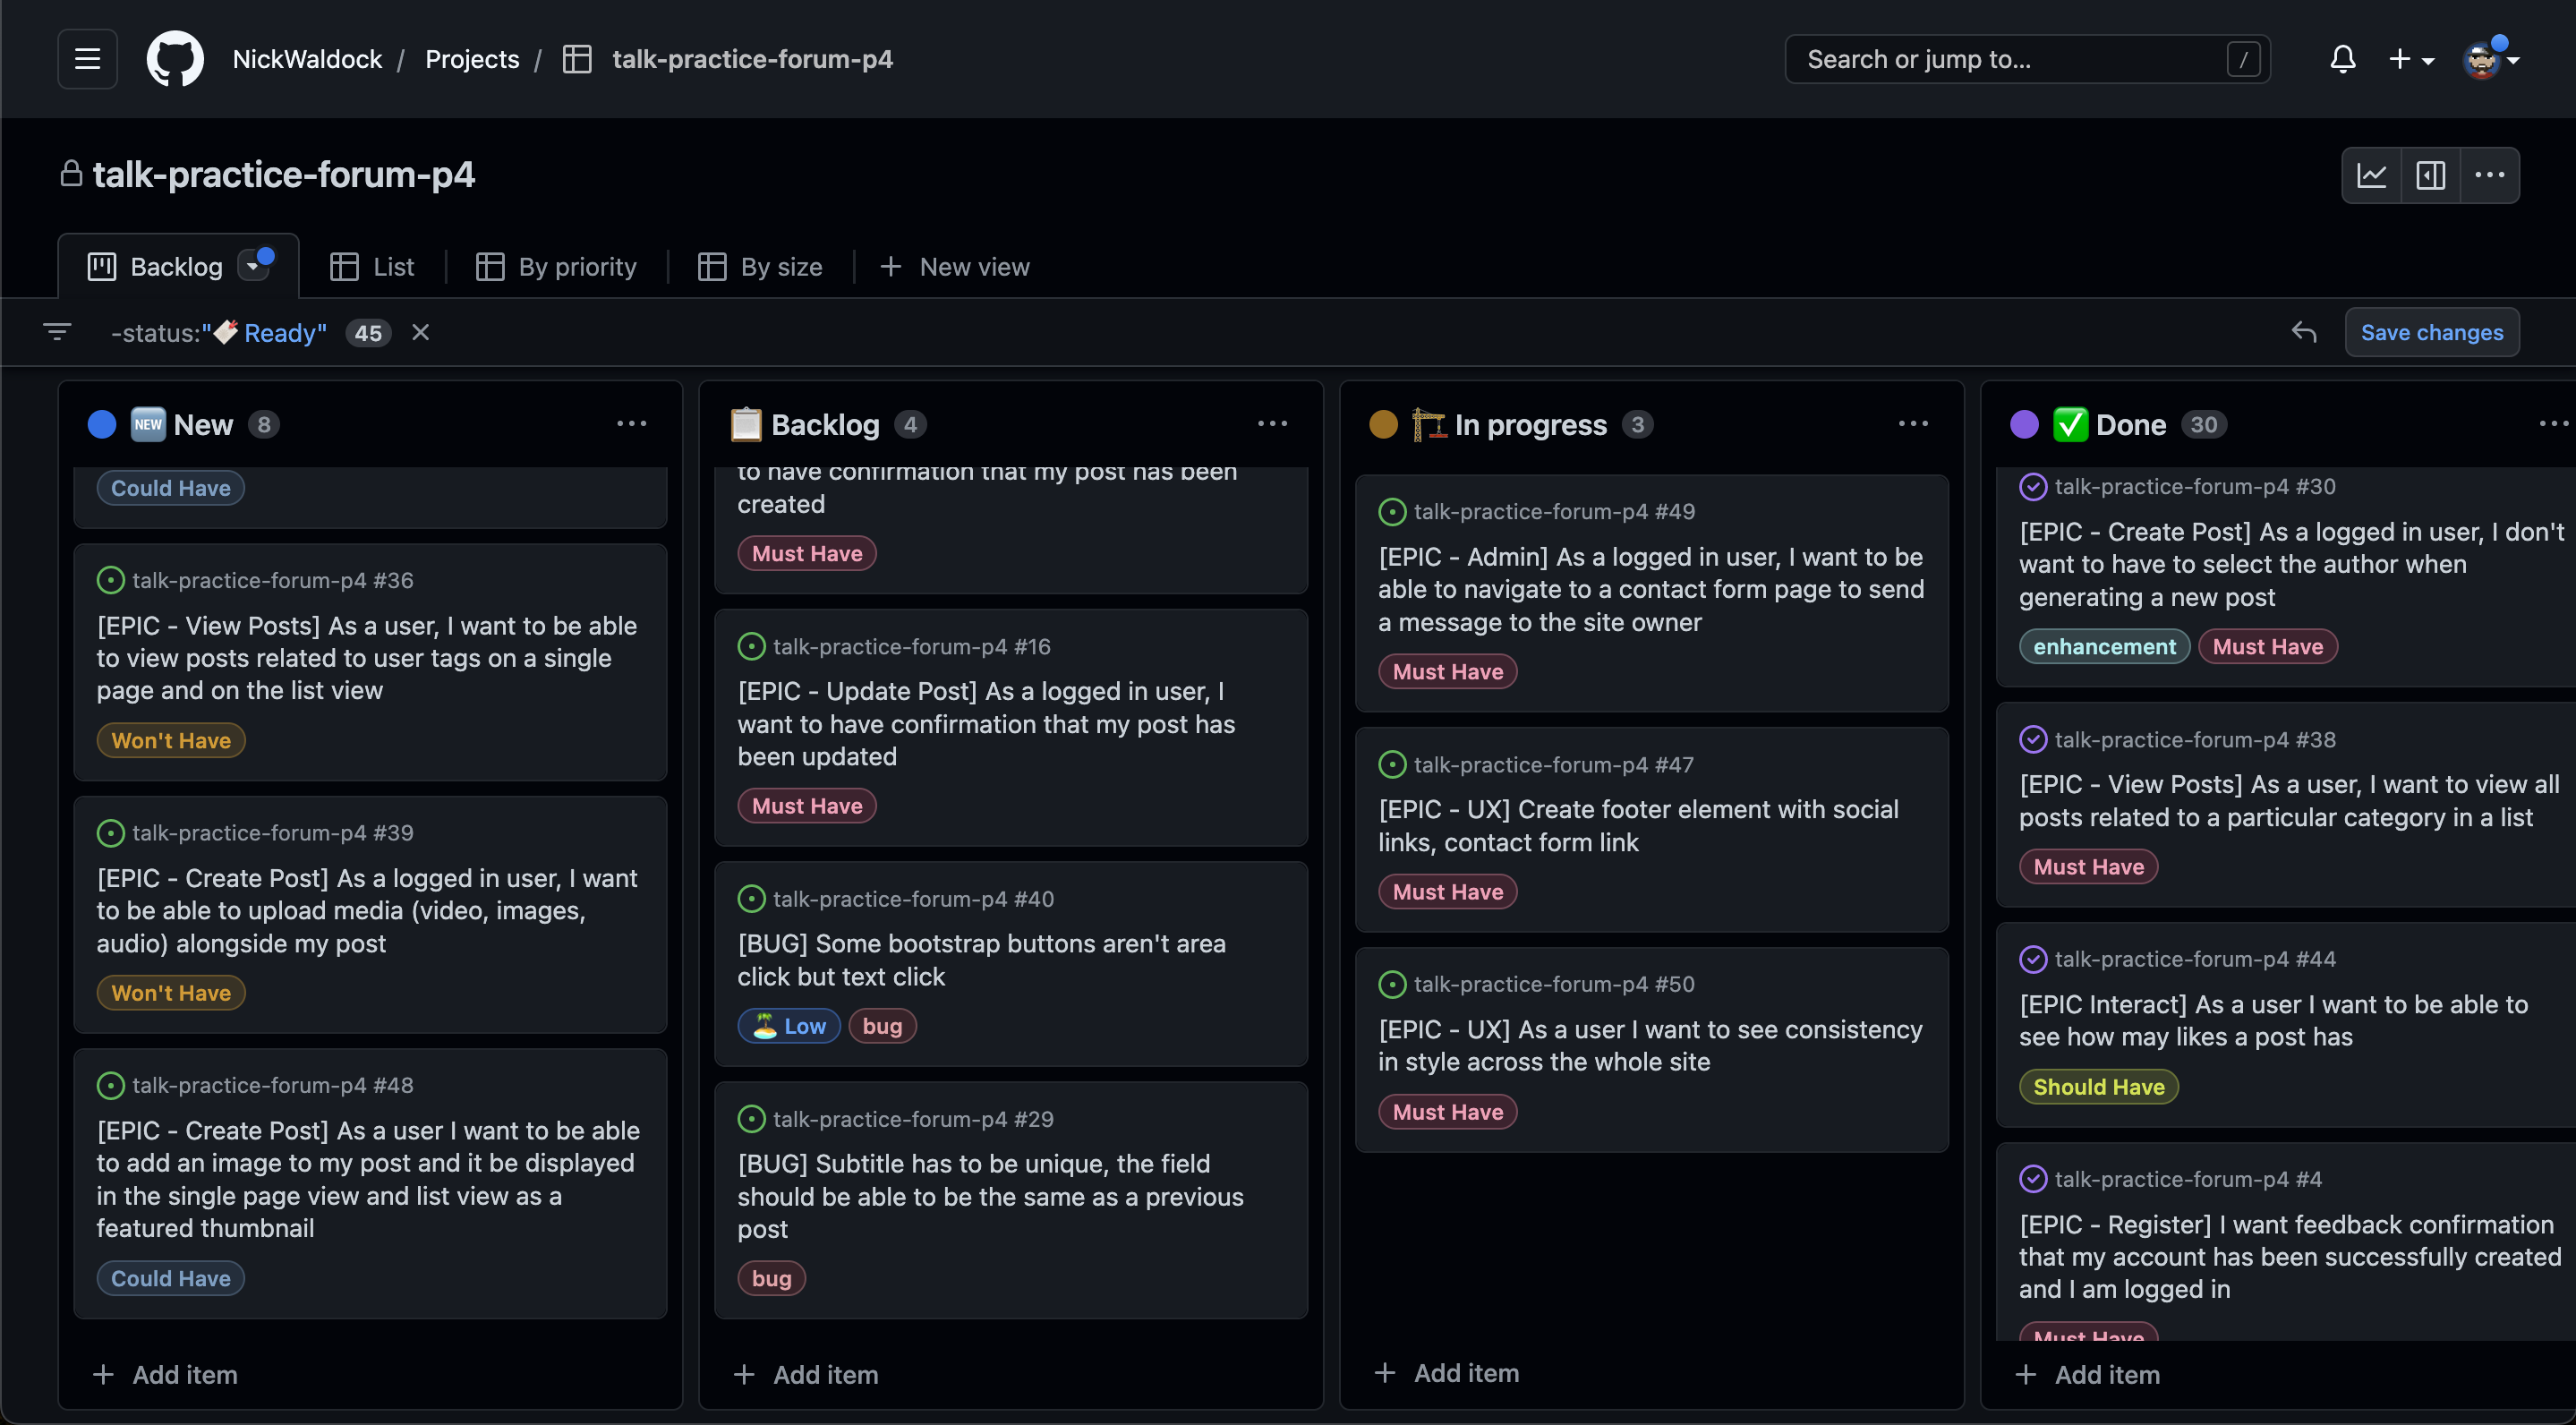 NickWaldock / Projects / talk-practice-forum-p4
Search or jump to... /
talk-practice-forum-p4
Backlog
List
By priority
By size
New view
-status:"Ready" 45
Save changes
NEW New 8
Could Have
talk-practice-forum-p4 #36
[EPIC - View Posts] As a user, I want to be able
to view posts related to user tags on a single
page and on the list view
Won't Have
talk-practice-forum-p4 #39
[EPIC - Create Post] As a logged in user, I want
to be able to upload media (video, images,
audio) alongside my post
Won't Have
talk-practice-forum-p4 #48
[EPIC - Create Post] As a user I want to be able
to add an image to my post and it be displayed
in the single page view and list view as a
featured thumbnail
Could Have
Add item
Backlog 4
to have confirmation that my post has been
created
Must Have
talk-practice-forum-p4 #16
[EPIC - Update Post] As a logged in user, I
want to have confirmation that my post has
been updated
Must Have
talk-practice-forum-p4 #40
[BUG] Some bootstrap buttons aren't area
click but text click
Low bug
talk-practice-forum-p4 #29
[BUG] Subtitle has to be unique, the field
should be able to be the same as a previous
post
bug
Add item
In progress 3
talk-practice-forum-p4 #49
[EPIC - Admin] As a logged in user, I want to be
able to navigate to a contact form page to send
a message to the site owner
Must Have
talk-practice-forum-p4 #47
[EPIC - UX] Create footer element with social
links, contact form link
Must Have
talk-practice-forum-p4 #50
[EPIC - UX] As a user I want to see consistency
in style across the whole site
Must Have
Add item
Done 30
talk-practice-forum-p4 #30
[EPIC - Create Post] As a logged in user, I don't
want to have to select the author when
generating a new post
enhancement Must Have
talk-practice-forum-p4 #38
[EPIC - View Posts] As a user, I want to view all
posts related to a particular category in a list
Must Have
talk-practice-forum-p4 #44
[EPIC Interact] As a user I want to be able to
see how may likes a post has
Should Have
talk-practice-forum-p4 #4
[EPIC - Register] I want feedback confirmation
that my account has been successfully created
and I am logged in
Must Have
Add item